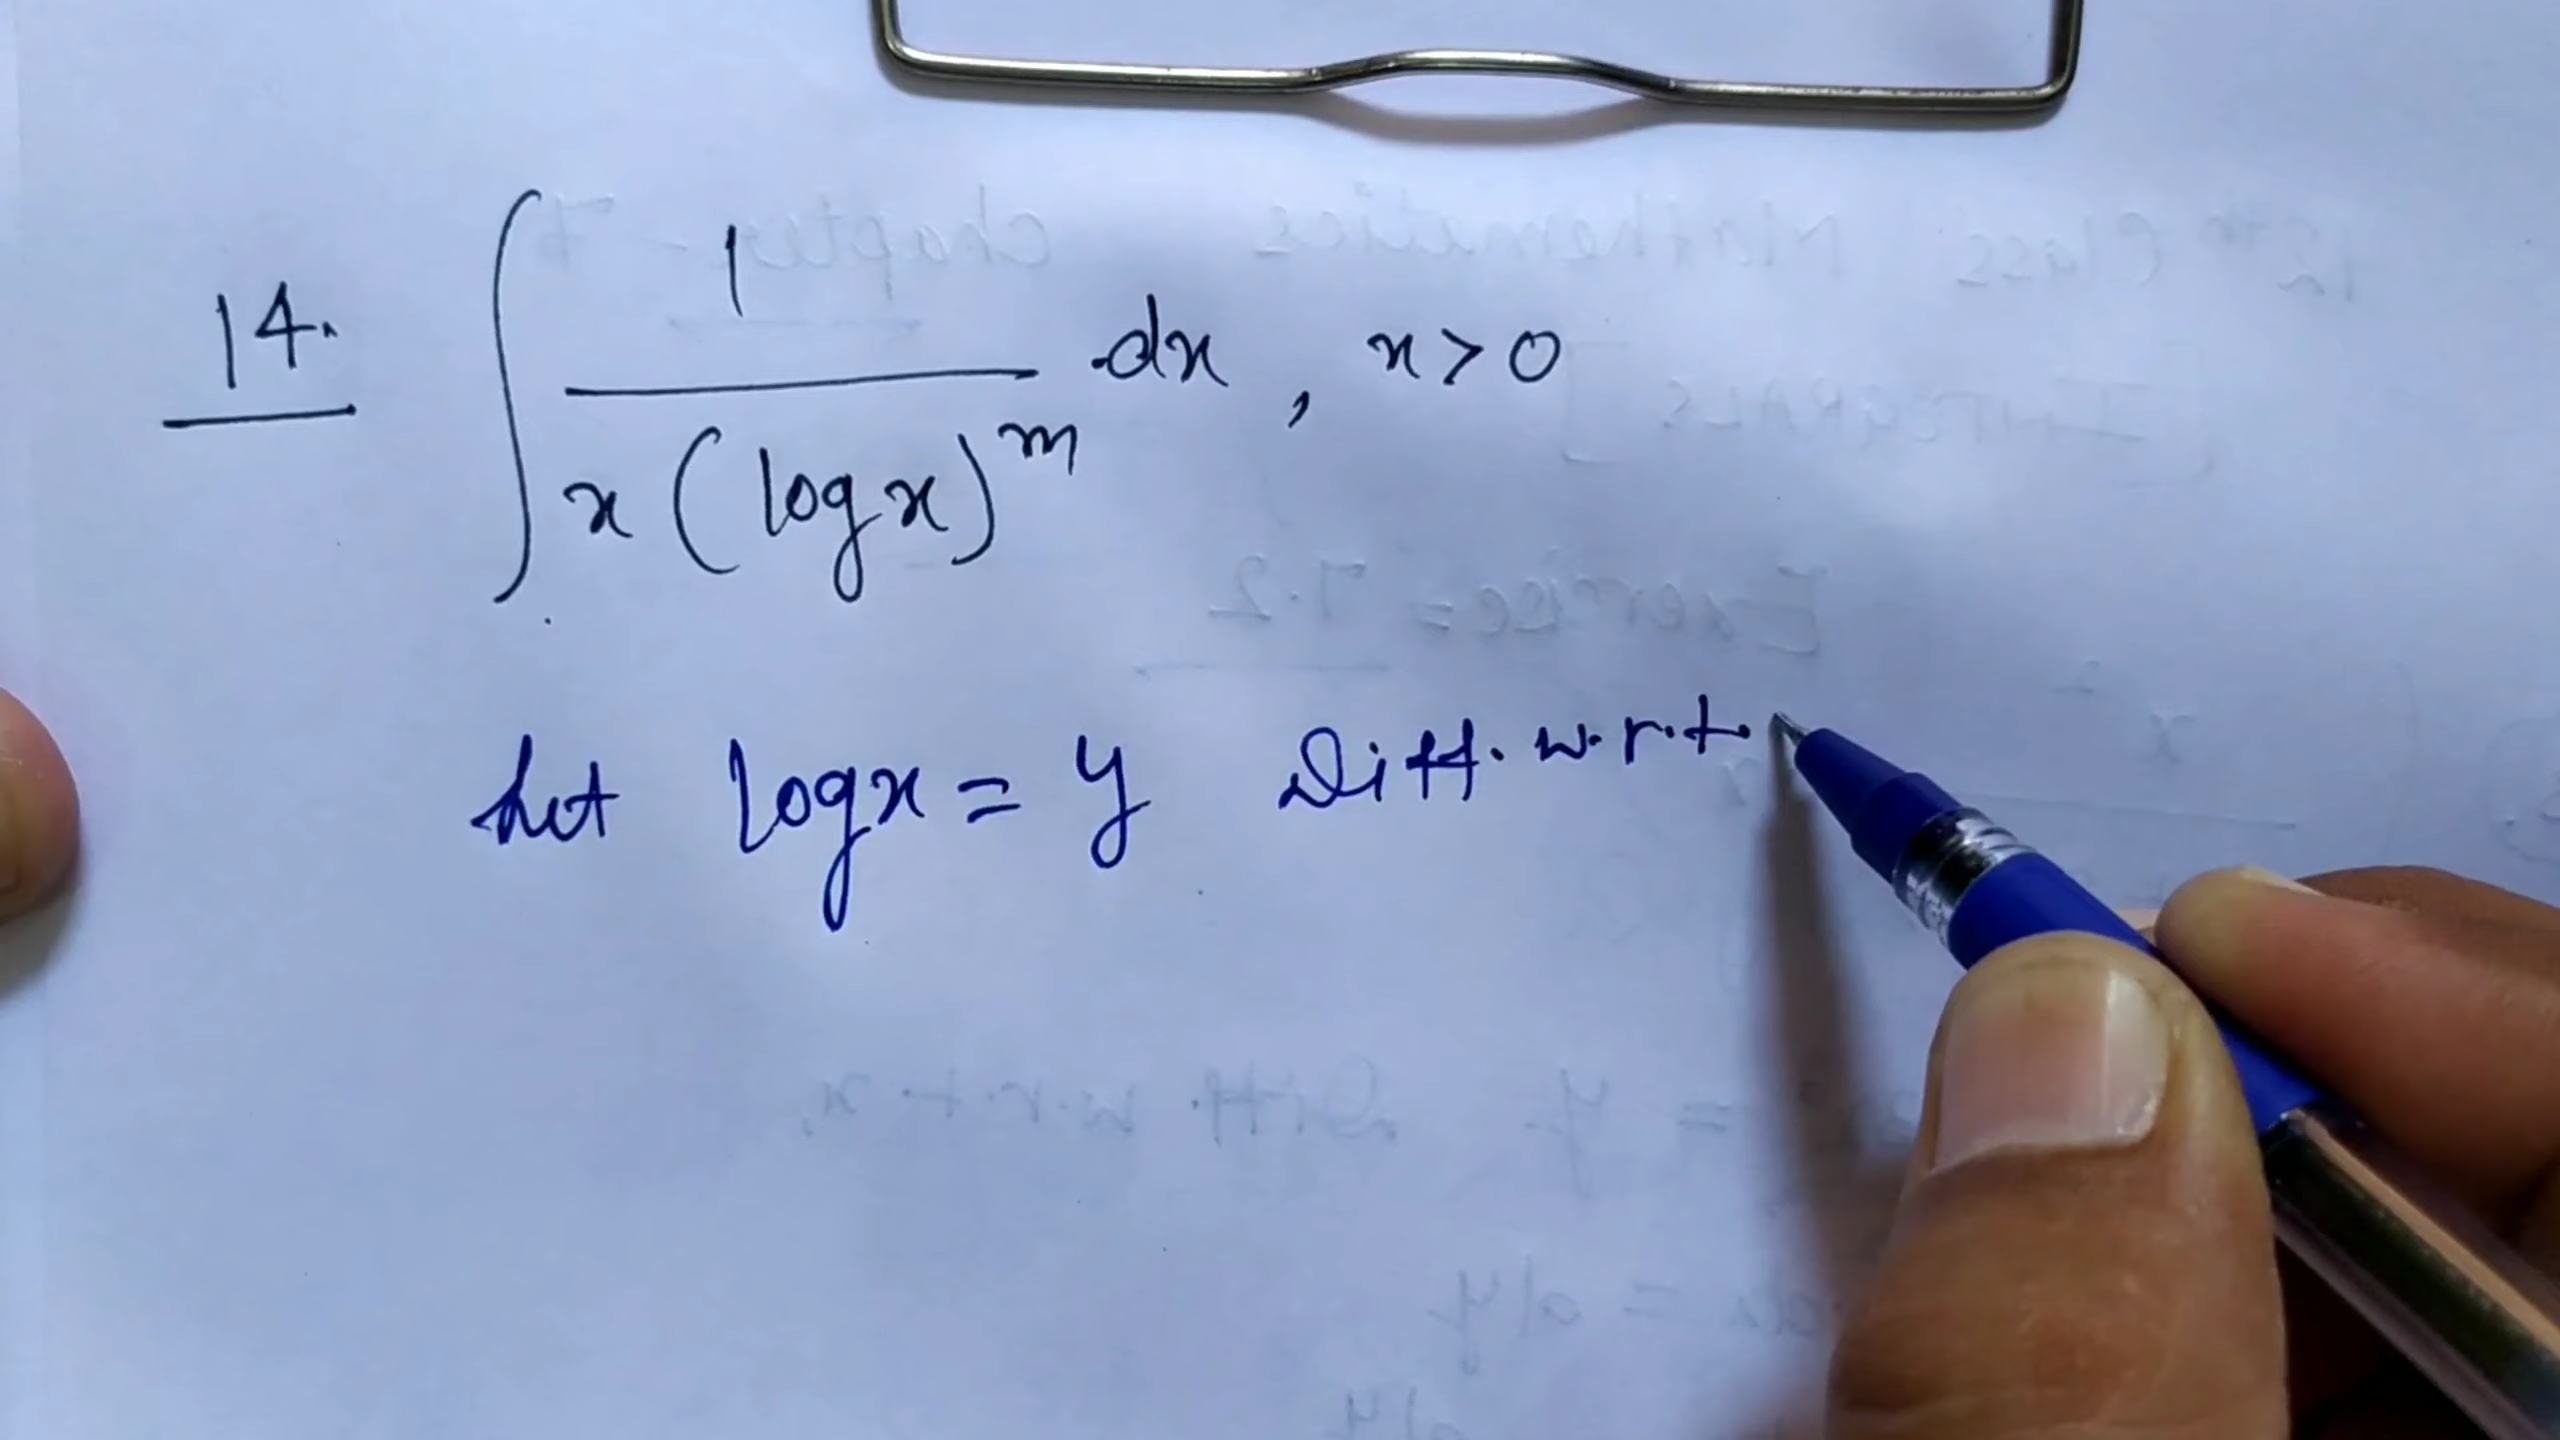 14. ∫ 1 / x (log x)^m dx , x > 0
Let log x = y Diff. w.r.t.